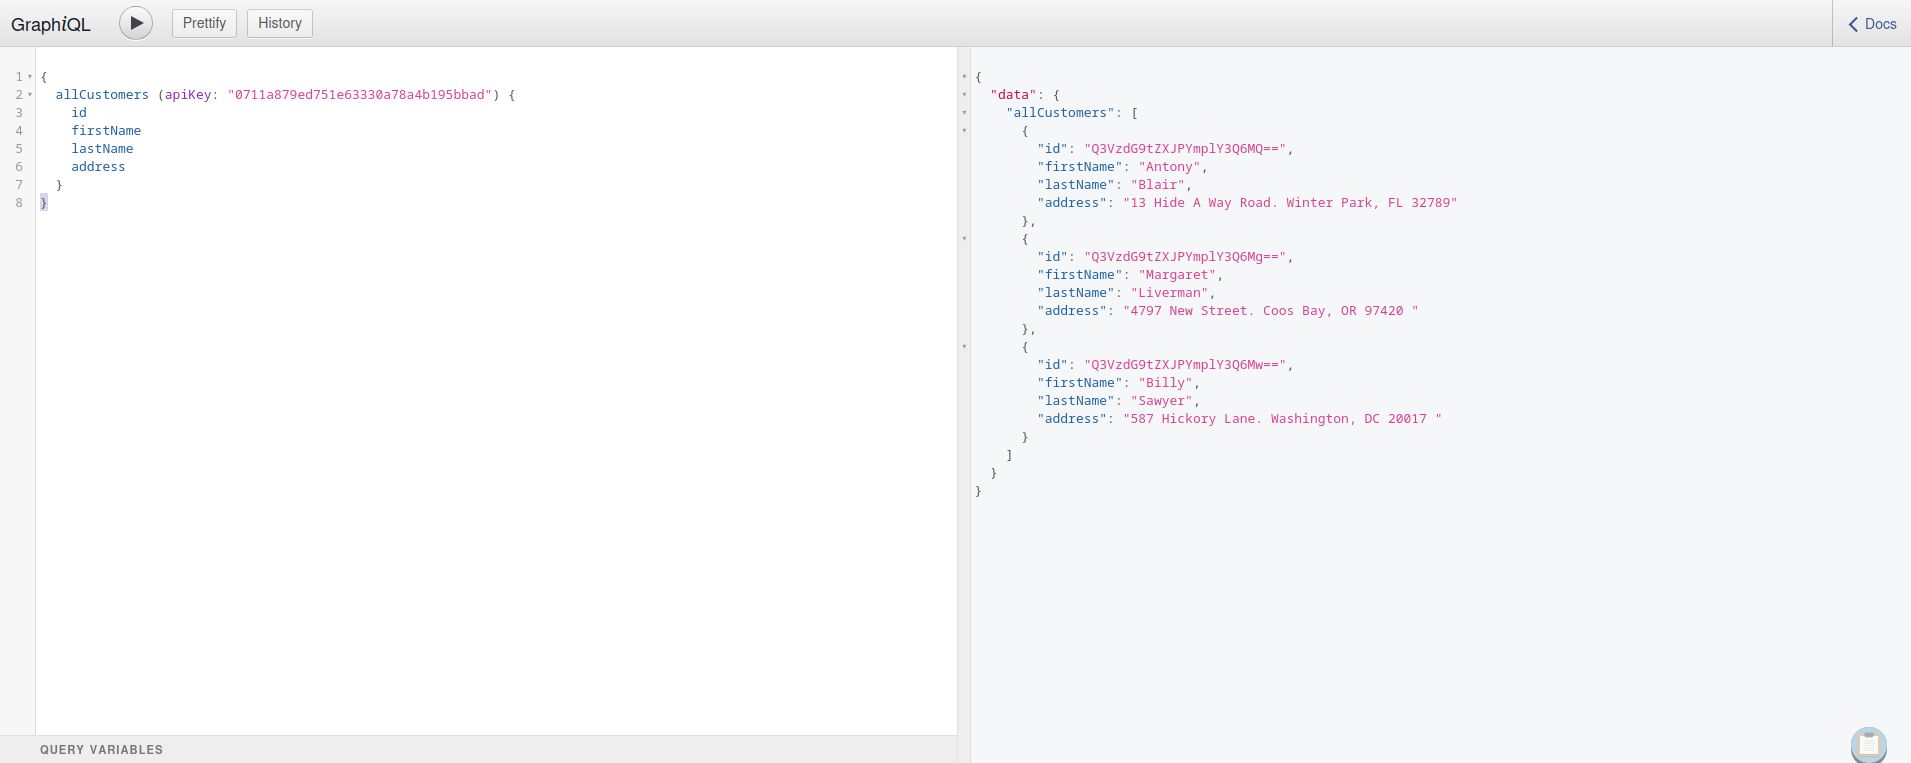 GraphiQL
Prettify
History
Docs
1 {
2 allCustomers (apiKey: "0711a879ed751e63330a78a4b195bbad") {
3 id
4 firstName
5 lastName
6 address
7 }
8 }
QUERY VARIABLES
{
"data": {
"allCustomers": [
{
"id": "Q3VzdG9tZXJPYmplY3Q6MQ==",
"firstName": "Antony",
"lastName": "Blair",
"address": "13 Hide A Way Road. Winter Park, FL 32789"
},
{
"id": "Q3VzdG9tZXJPYmplY3Q6Mg==",
"firstName": "Margaret",
"lastName": "Liverman",
"address": "4797 New Street. Coos Bay, OR 97420 "
},
{
"id": "Q3VzdG9tZXJPYmplY3Q6Mw==",
"firstName": "Billy",
"lastName": "Sawyer",
"address": "587 Hickory Lane. Washington, DC 20017 "
}
]
}
}